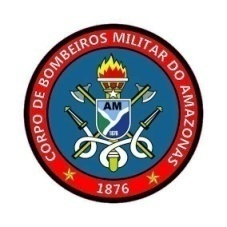 CORPO DE BOMBEIROS MILITAR DO AMAZONAS
AM
1876
1876